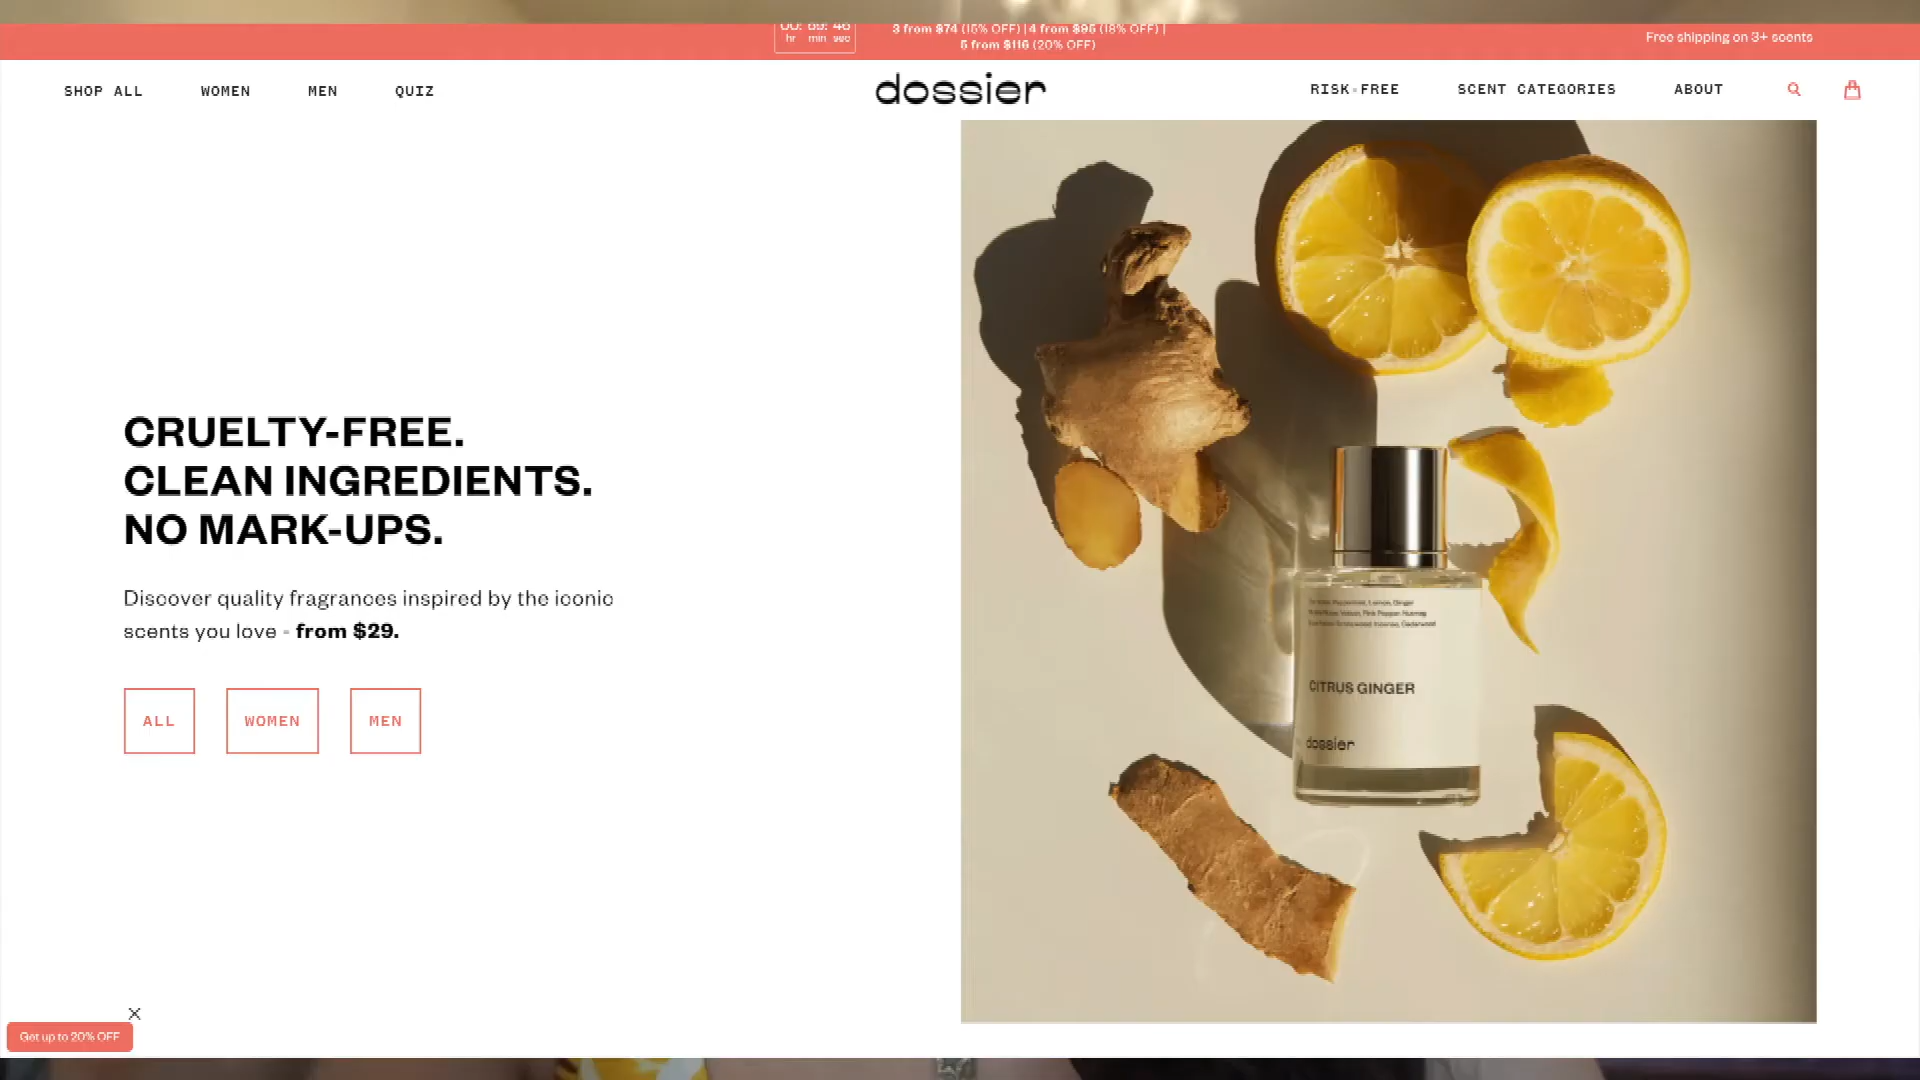 3 from $74 (15% OFF) | 4 from $95 (18% OFF) |
5 from $116 (20% OFF)
hr min sec
Free shipping on 3+ scents
SHOP ALL WOMEN MEN QUIZ
dossier
RISK-FREE SCENT CATEGORIES ABOUT
CRUELTY-FREE.
CLEAN INGREDIENTS.
NO MARK-UPS.
Discover quality fragrances inspired by the iconic
scents you love - from $29.
ALL WOMEN MEN
CITRUS GINGER
dossier
Get up to 20% OFF